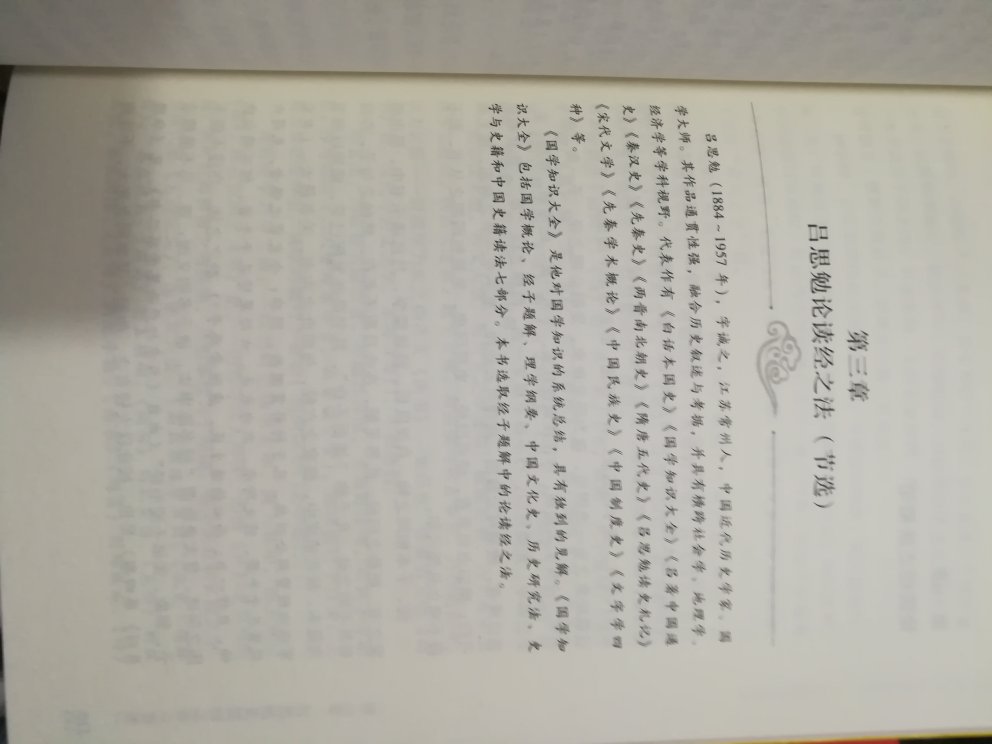 第三章
吕思勉论读经之法（节选）
吕思勉（1884～1957年），字诚之，江苏常州人，中国近代历史学家、国
学大师。其作品通贯性强，融合历史叙述与考据，并具有横跨社会学、地理学、
经济学等学科视野。代表作有《白话本国史》《国学知识大全》《吕著中国通
史》《秦汉史》《先秦史》《两晋南北朝史》《隋唐五代史》《吕思勉读史札记》
《宋代文学》《先秦学术概论》《中国民族史》《中国制度史》《文字学四
种》等。
《国学知识大全》是他对国学知识的系统总结，具有独到的见解。《国学知
识大全》包括国学概论、经子题解、理学纲要、中国文化史、历史研究法、史
学与史籍和中国史籍读法七部分。本书选取经子题解中的论读经之法。